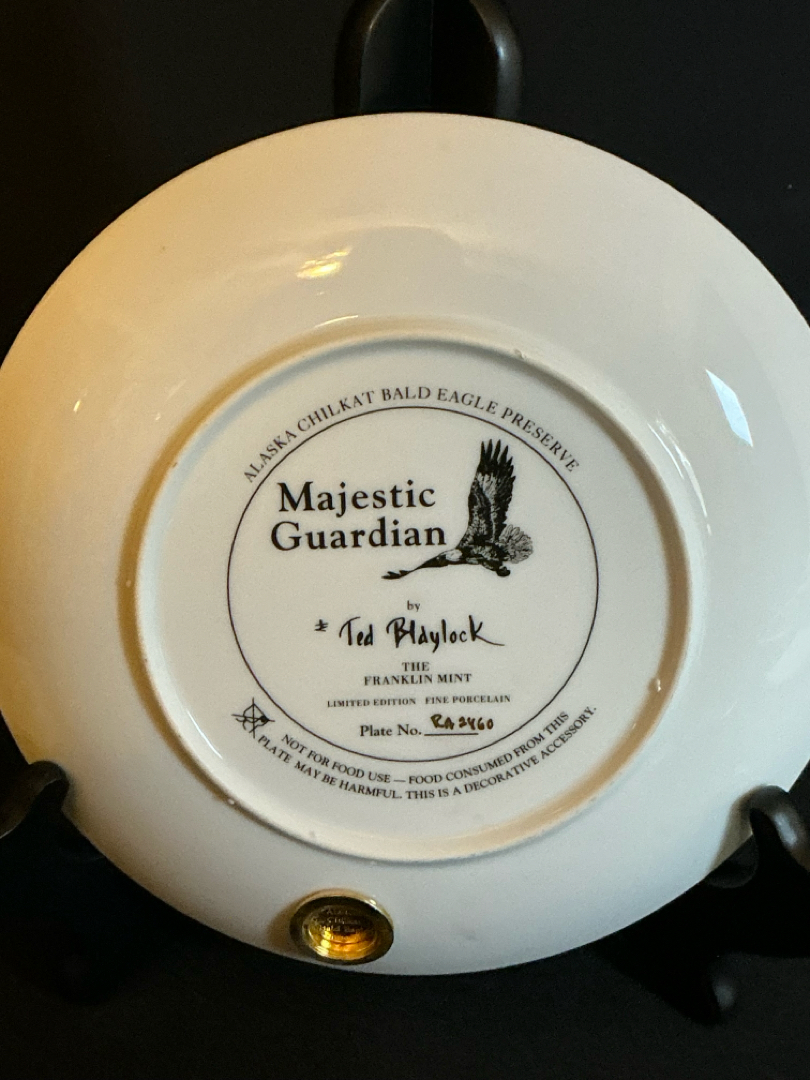 ALASKA CHILKAT BALD EAGLE PRESERVE
Majestic
Guardian
by
Ted Blaylock
THE
FRANKLIN MINT
LIMITED EDITION FINE PORCELAIN
Plate No. RA2460
NOT FOR FOOD USE — FOOD CONSUMED FROM THIS
PLATE MAY BE HARMFUL. THIS IS A DECORATIVE ACCESSORY.